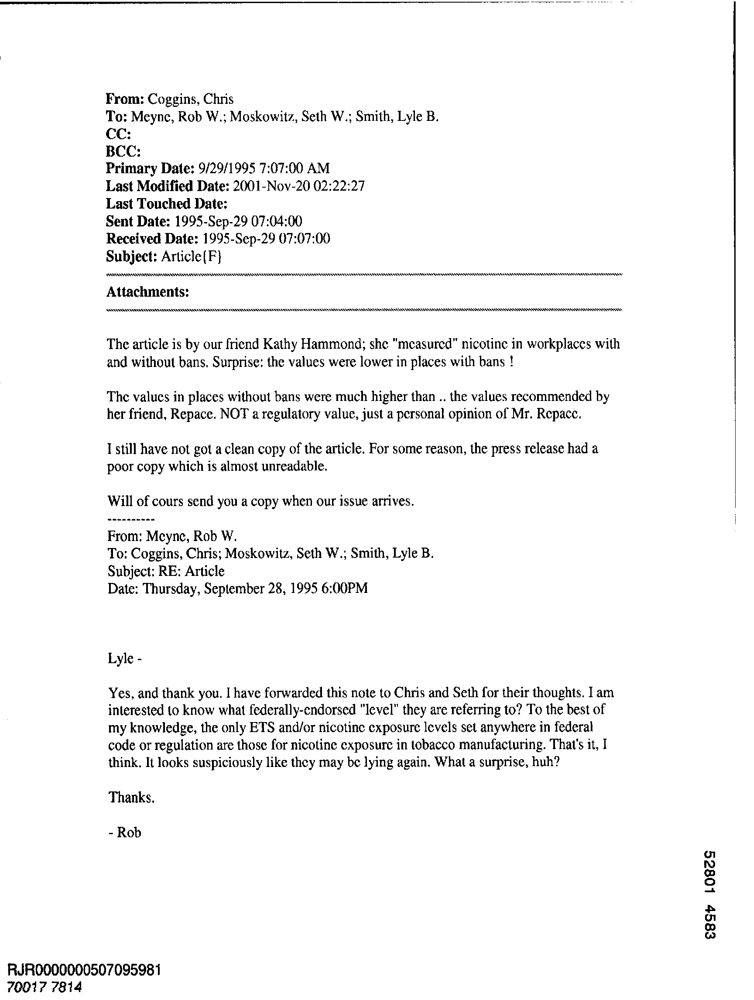 From: Coggins, Chris
To: Meyne, Rob W.; Moskowitz, Seth W.; Smith, Lyle B.
CC:
BCC:
Primary Date: 9/29/1995 7:07:00 AM
Last Modified Date: 2001-Nov-20 02:22:27
Last Touched Date:
Sent Date: 1995-Sep-29 07:04:00
Received Date: 1995-Sep-29 07:07:00
Subject: Article{F}
Attachments:
The article is by our friend Kathy Hammond; she "measured" nicotine in workplaces with
and without bans. Surprise: the values were lower in places with bans !
The values in places without bans were much higher than .. the values recommended by
her friend, Repace. NOT a regulatory value, just a personal opinion of Mr. Repace.
I still have not got a clean copy of the article. For some reason, the press release had a
poor copy which is almost unreadable.
Will of cours send you a copy when our issue arrives.
----------
From: Meyne, Rob W.
To: Coggins, Chris; Moskowitz, Seth W.; Smith, Lyle B.
Subject: RE: Article
Date: Thursday, September 28, 1995 6:00PM
Lyle -
Yes, and thank you. I have forwarded this note to Chris and Seth for their thoughts. I am
interested to know what federally-endorsed "level" they are referring to? To the best of
my knowledge, the only ETS and/or nicotine exposure levels set anywhere in federal
code or regulation are those for nicotine exposure in tobacco manufacturing. That's it, I
think. It looks suspiciously like they may be lying again. What a surprise, huh?
Thanks.
- Rob
52801 4583
RJR0000000507095981
70017 7814